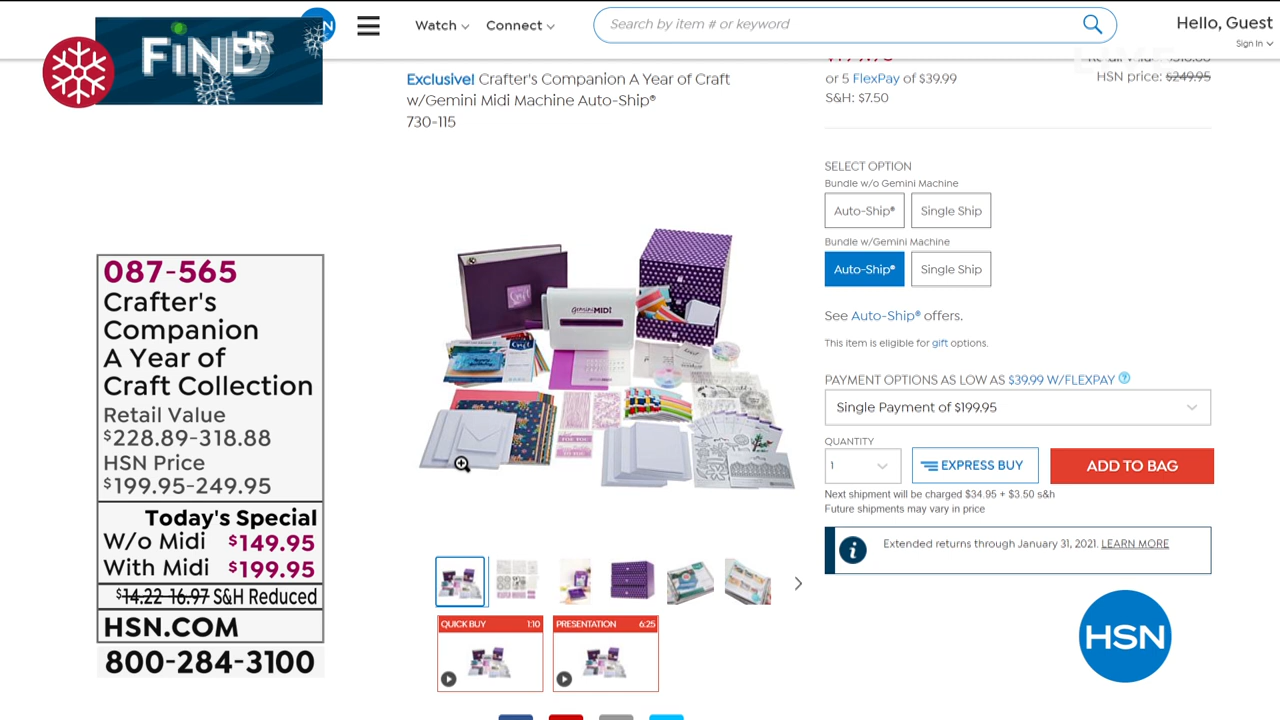 FiND
Watch
Connect
Search by item # or keyword
Hello, Guest
Sign In
Exclusive! Crafter's Companion A Year of Craft
w/Gemini Midi Machine Auto-Ship®
730-115
or 5 FlexPay of $39.99
HSN price: $249.95
S&H: $7.50
SELECT OPTION
Bundle w/o Gemini Machine
Auto-Ship®
Single Ship
Bundle w/Gemini Machine
Auto-Ship®
Single Ship
See Auto-Ship® offers.
This item is eligible for gift options.
PAYMENT OPTIONS AS LOW AS $39.99 W/FLEXPAY ?
Single Payment of $199.95
QUANTITY
1
EXPRESS BUY
ADD TO BAG
Next shipment will be charged $34.95 + $3.50 s&h
Future shipments may vary in price
i
Extended returns through January 31, 2021. LEARN MORE
087-565
Crafter's
Companion
A Year of
Craft Collection
Retail Value
$228.89-318.88
HSN Price
$199.95-249.95
Today's Special
W/o Midi $149.95
With Midi $199.95
$14.22-16.97 S&H Reduced
HSN.COM
800-284-3100
Craft
GeminiMIDI
QUICK BUY 1:10
PRESENTATION 6:25
HSN